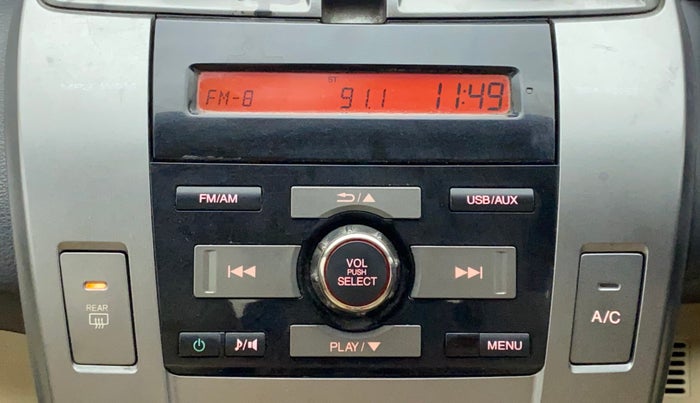 ST
FM-8 91.1 11:49
FM/AM
/▲
USB/AUX
VOL
PUSH
SELECT
REAR
A/C
PLAY/▼
MENU